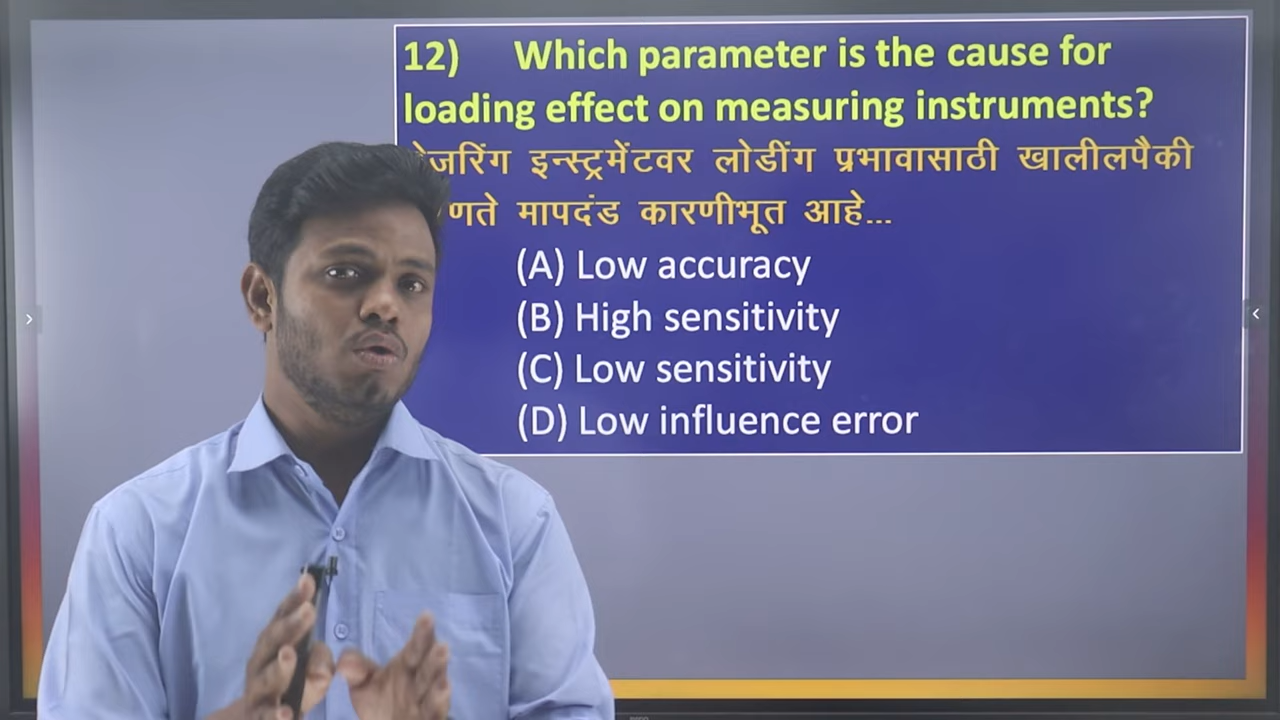 12) Which parameter is the cause for
loading effect on measuring instruments?
इन्स्ट्रमेंटवर लोडींग प्रभावासाठी खालीलपैकी
मापदंड कारणीभूत आहे...
(A) Low accuracy
(B) High sensitivity
(C) Low sensitivity
(D) Low influence error